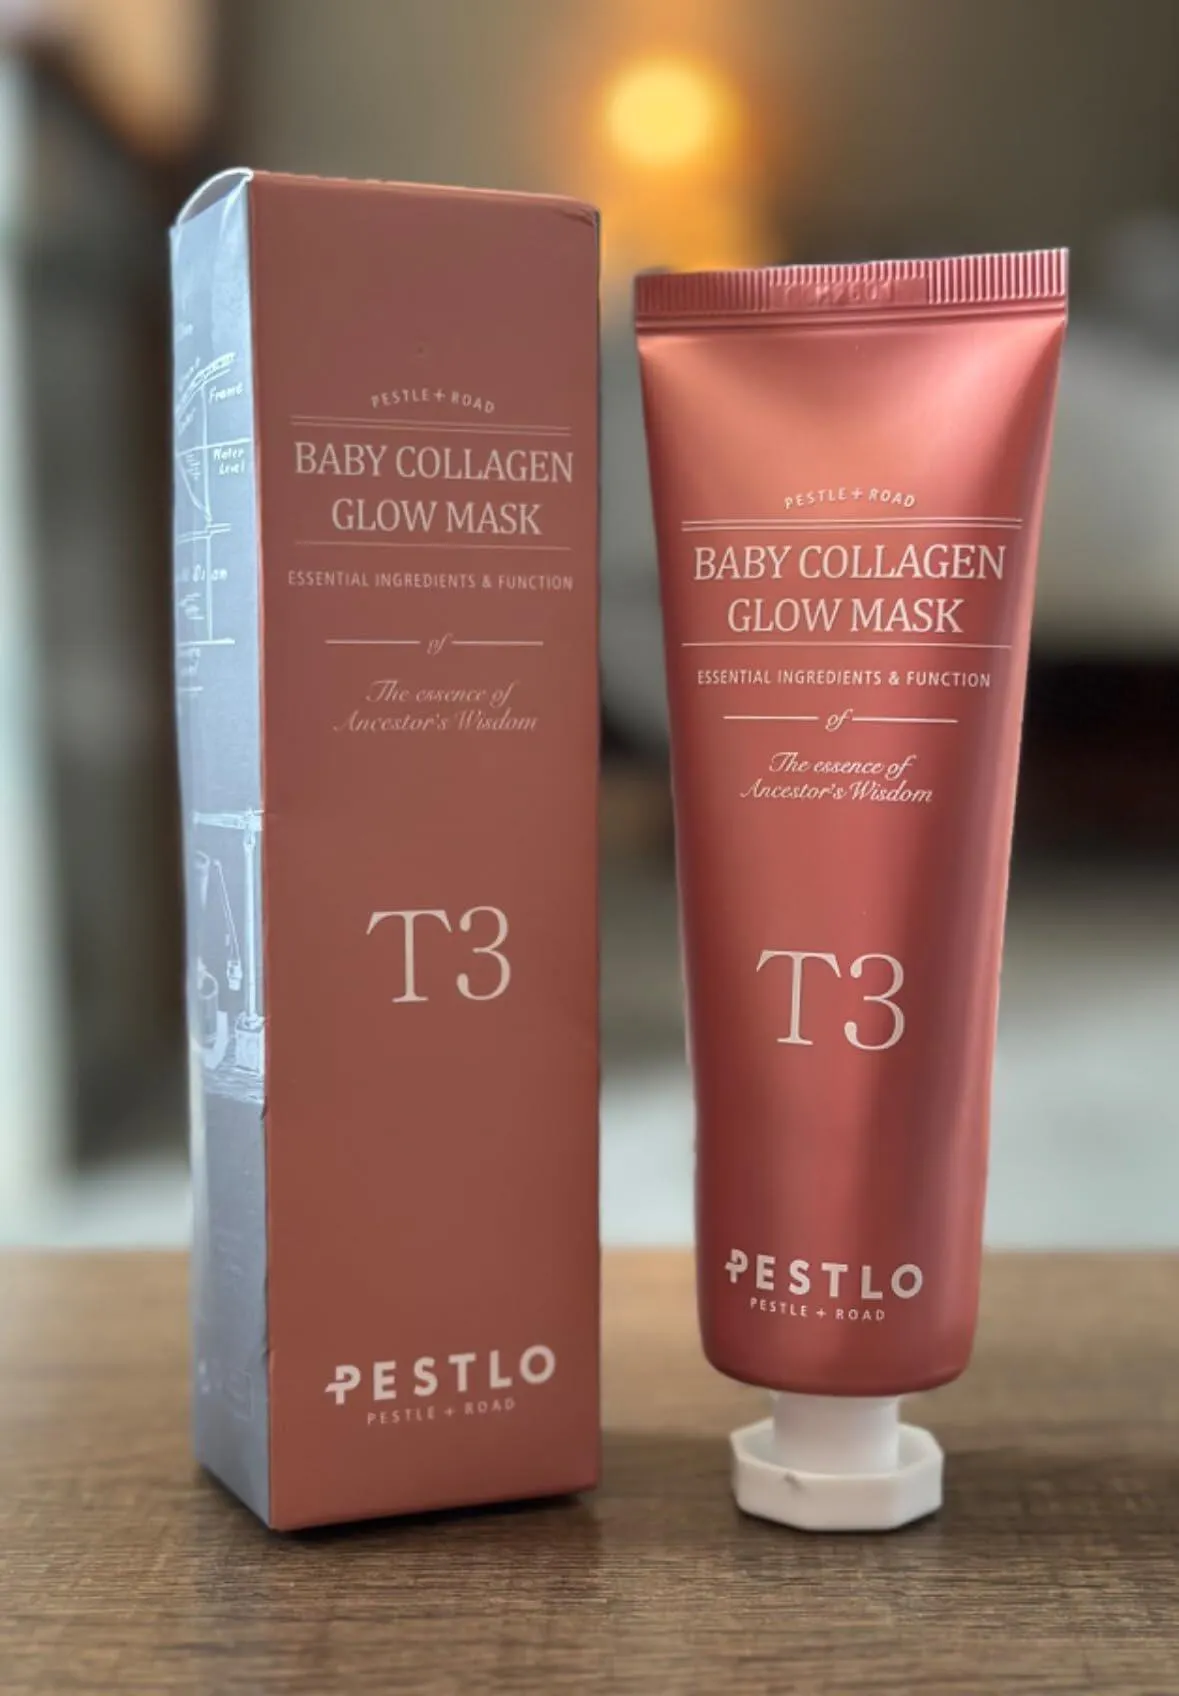 Frame
Water
Level
PESTLE + ROAD
BABY COLLAGEN
GLOW MASK
ESSENTIAL INGREDIENTS & FUNCTION
of
The essence of
Ancestor's Wisdom
T3
PESTLO
PESTLE + ROAD
PESTLE + ROAD
BABY COLLAGEN
GLOW MASK
ESSENTIAL INGREDIENTS & FUNCTION
of
The essence of
Ancestor's Wisdom
T3
PESTLO
PESTLE + ROAD